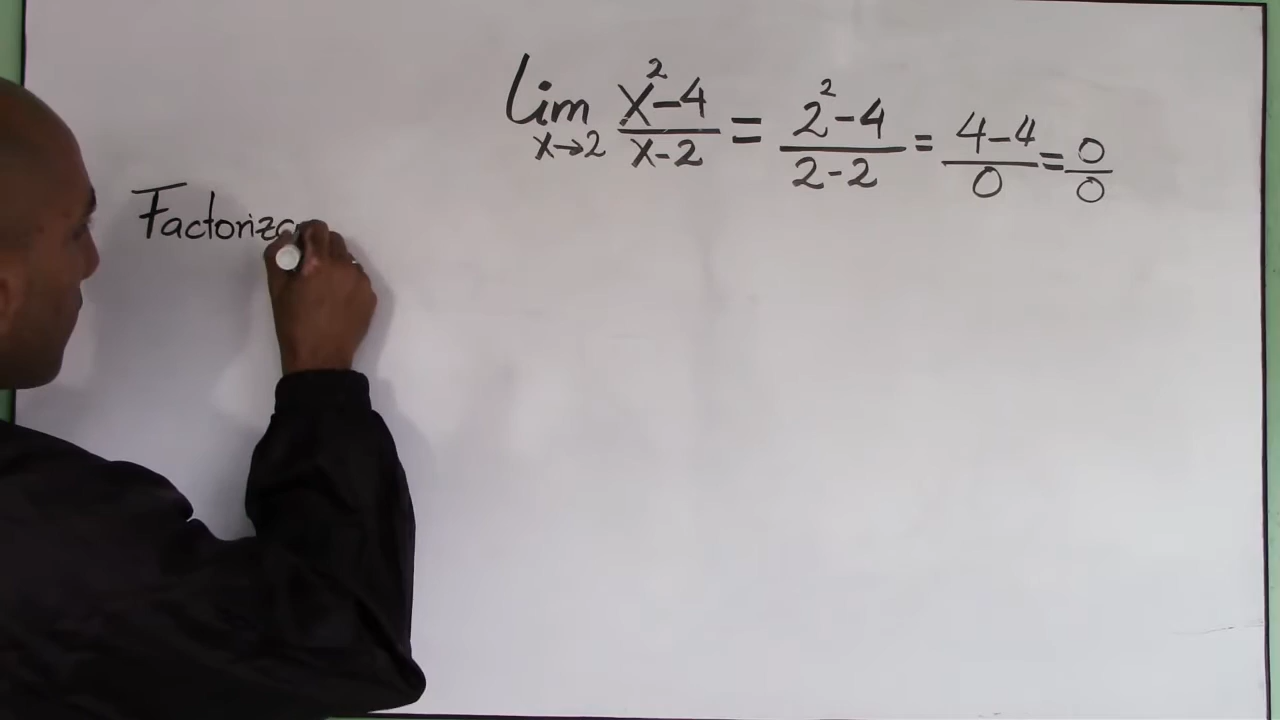 lim x→2 (x²-4)/(x-2) = (2²-4)/(2-2) = (4-4)/0 = 0/0
Factoriza